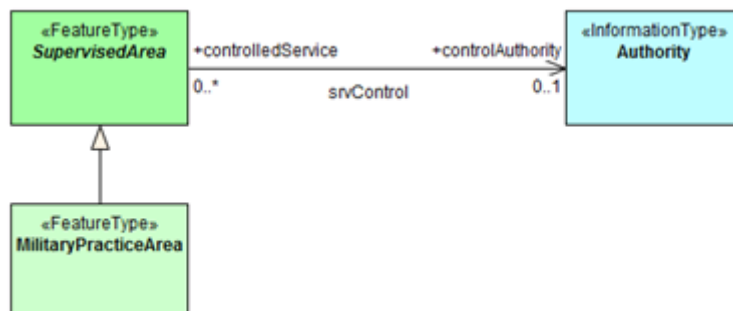 «FeatureType»
SupervisedArea
+controlledService
+controlAuthority
0..*
srvControl
0..1
«InformationType»
Authority
«FeatureType»
MilitaryPracticeArea